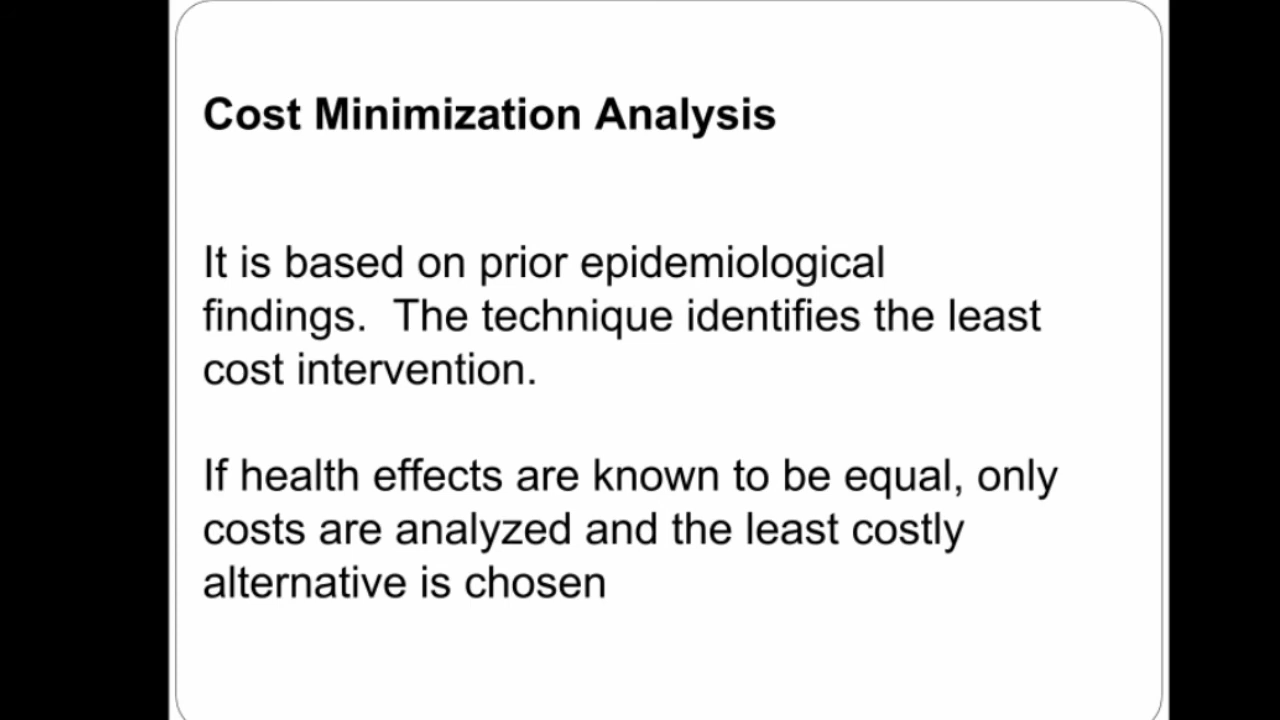 Cost Minimization Analysis
It is based on prior epidemiological
findings.  The technique identifies the least
cost intervention.
If health effects are known to be equal, only
costs are analyzed and the least costly
alternative is chosen